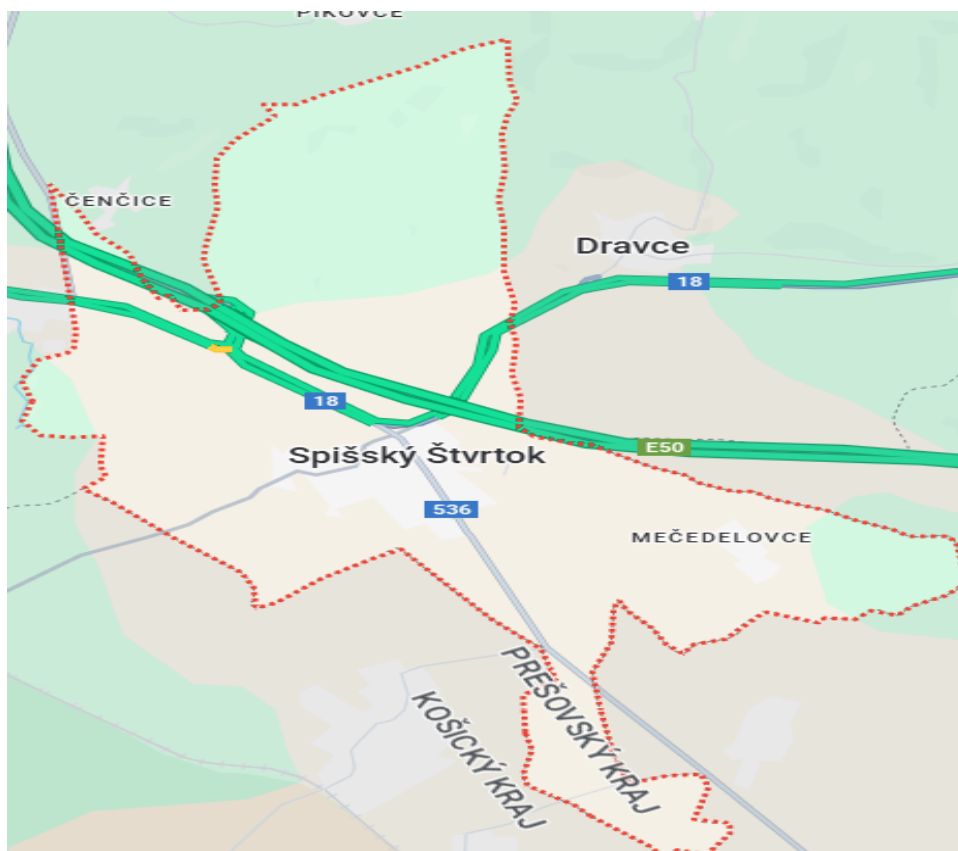 PIKOVCE
ČENČICE
Dravce
18
18
E50
Spišský Štvrtok
536
MEČEDELOVCE
PREŠOVSKÝ KRAJ
KOŠICKÝ KRAJ